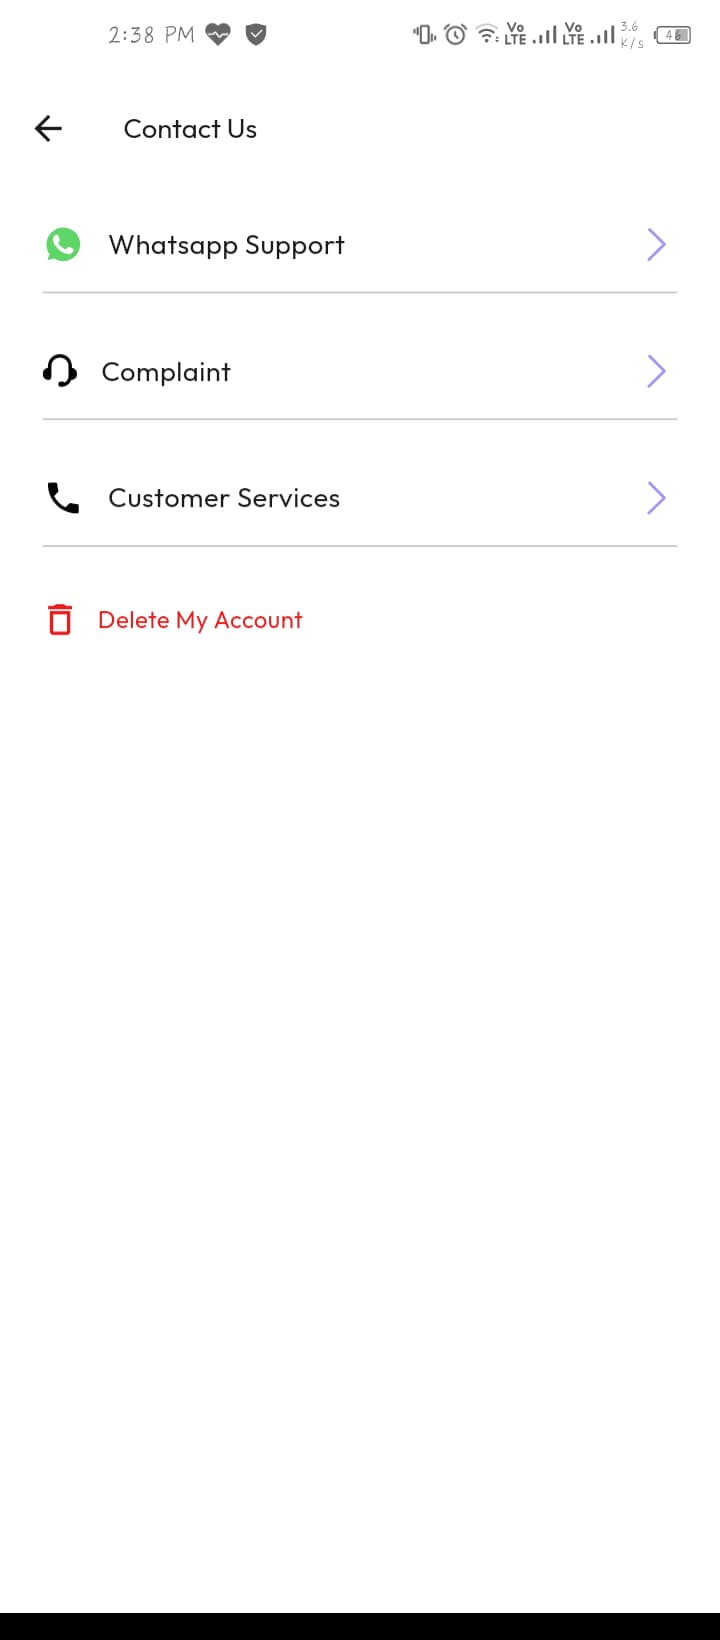 2:38 PM
Vo LTE Vo LTE 3.6 K/s 46
Contact Us
Whatsapp Support
Complaint
Customer Services
Delete My Account